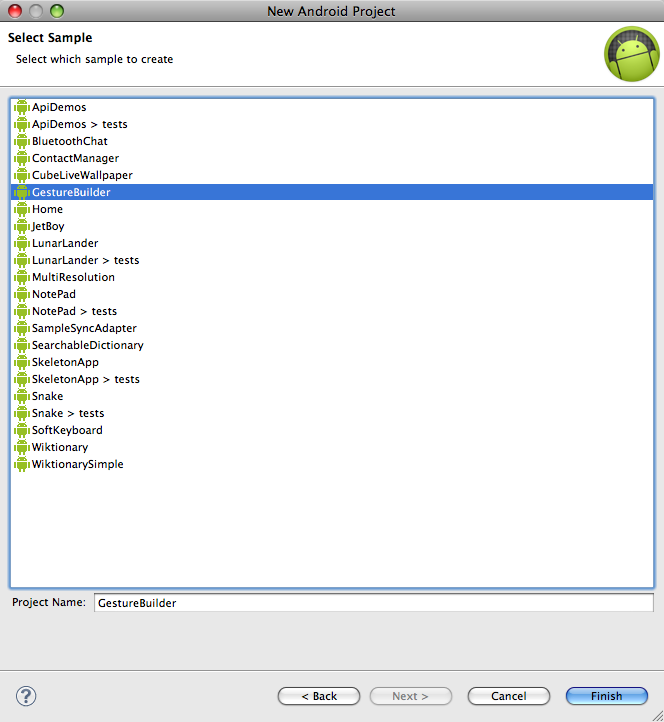 New Android Project
Select Sample
Select which sample to create
ApiDemos
ApiDemos > tests
BluetoothChat
ContactManager
CubeLiveWallpaper
GestureBuilder
Home
JetBoy
LunarLander
LunarLander > tests
MultiResolution
NotePad
NotePad > tests
SampleSyncAdapter
SearchableDictionary
SkeletonApp
SkeletonApp > tests
Snake
Snake > tests
SoftKeyboard
Wiktionary
WiktionarySimple
Project Name: GestureBuilder
? < Back Next > Cancel Finish